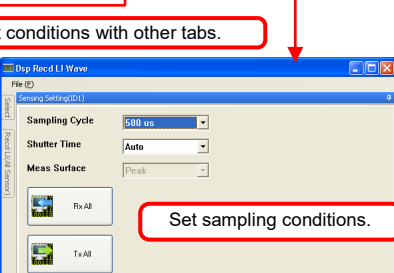 conditions with other tabs.
Dsp Recd LI Wave
File (F)
Sensing Setting(ID1)
Select
Recd LI(All Sensor)
Sampling Cycle
500 us
Shutter Time
Auto
Meas Surface
Peak
Rx All
Set sampling conditions.
Tx All